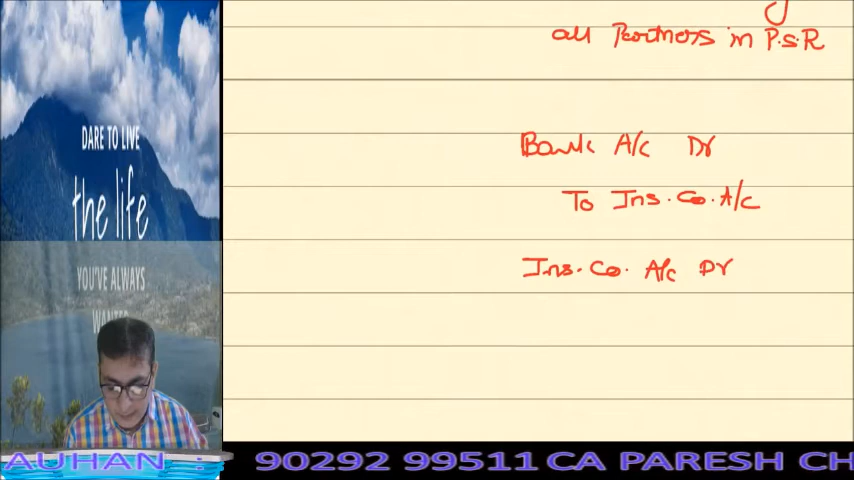 all Partners in P.S.R
Bank A/c Dr
To Ins. Co. A/c
Ins. Co. A/c Dr
DARE TO LIVE
the life
YOU'VE ALWAYS
AUHAN : 90292 99511 CA PARESH CH